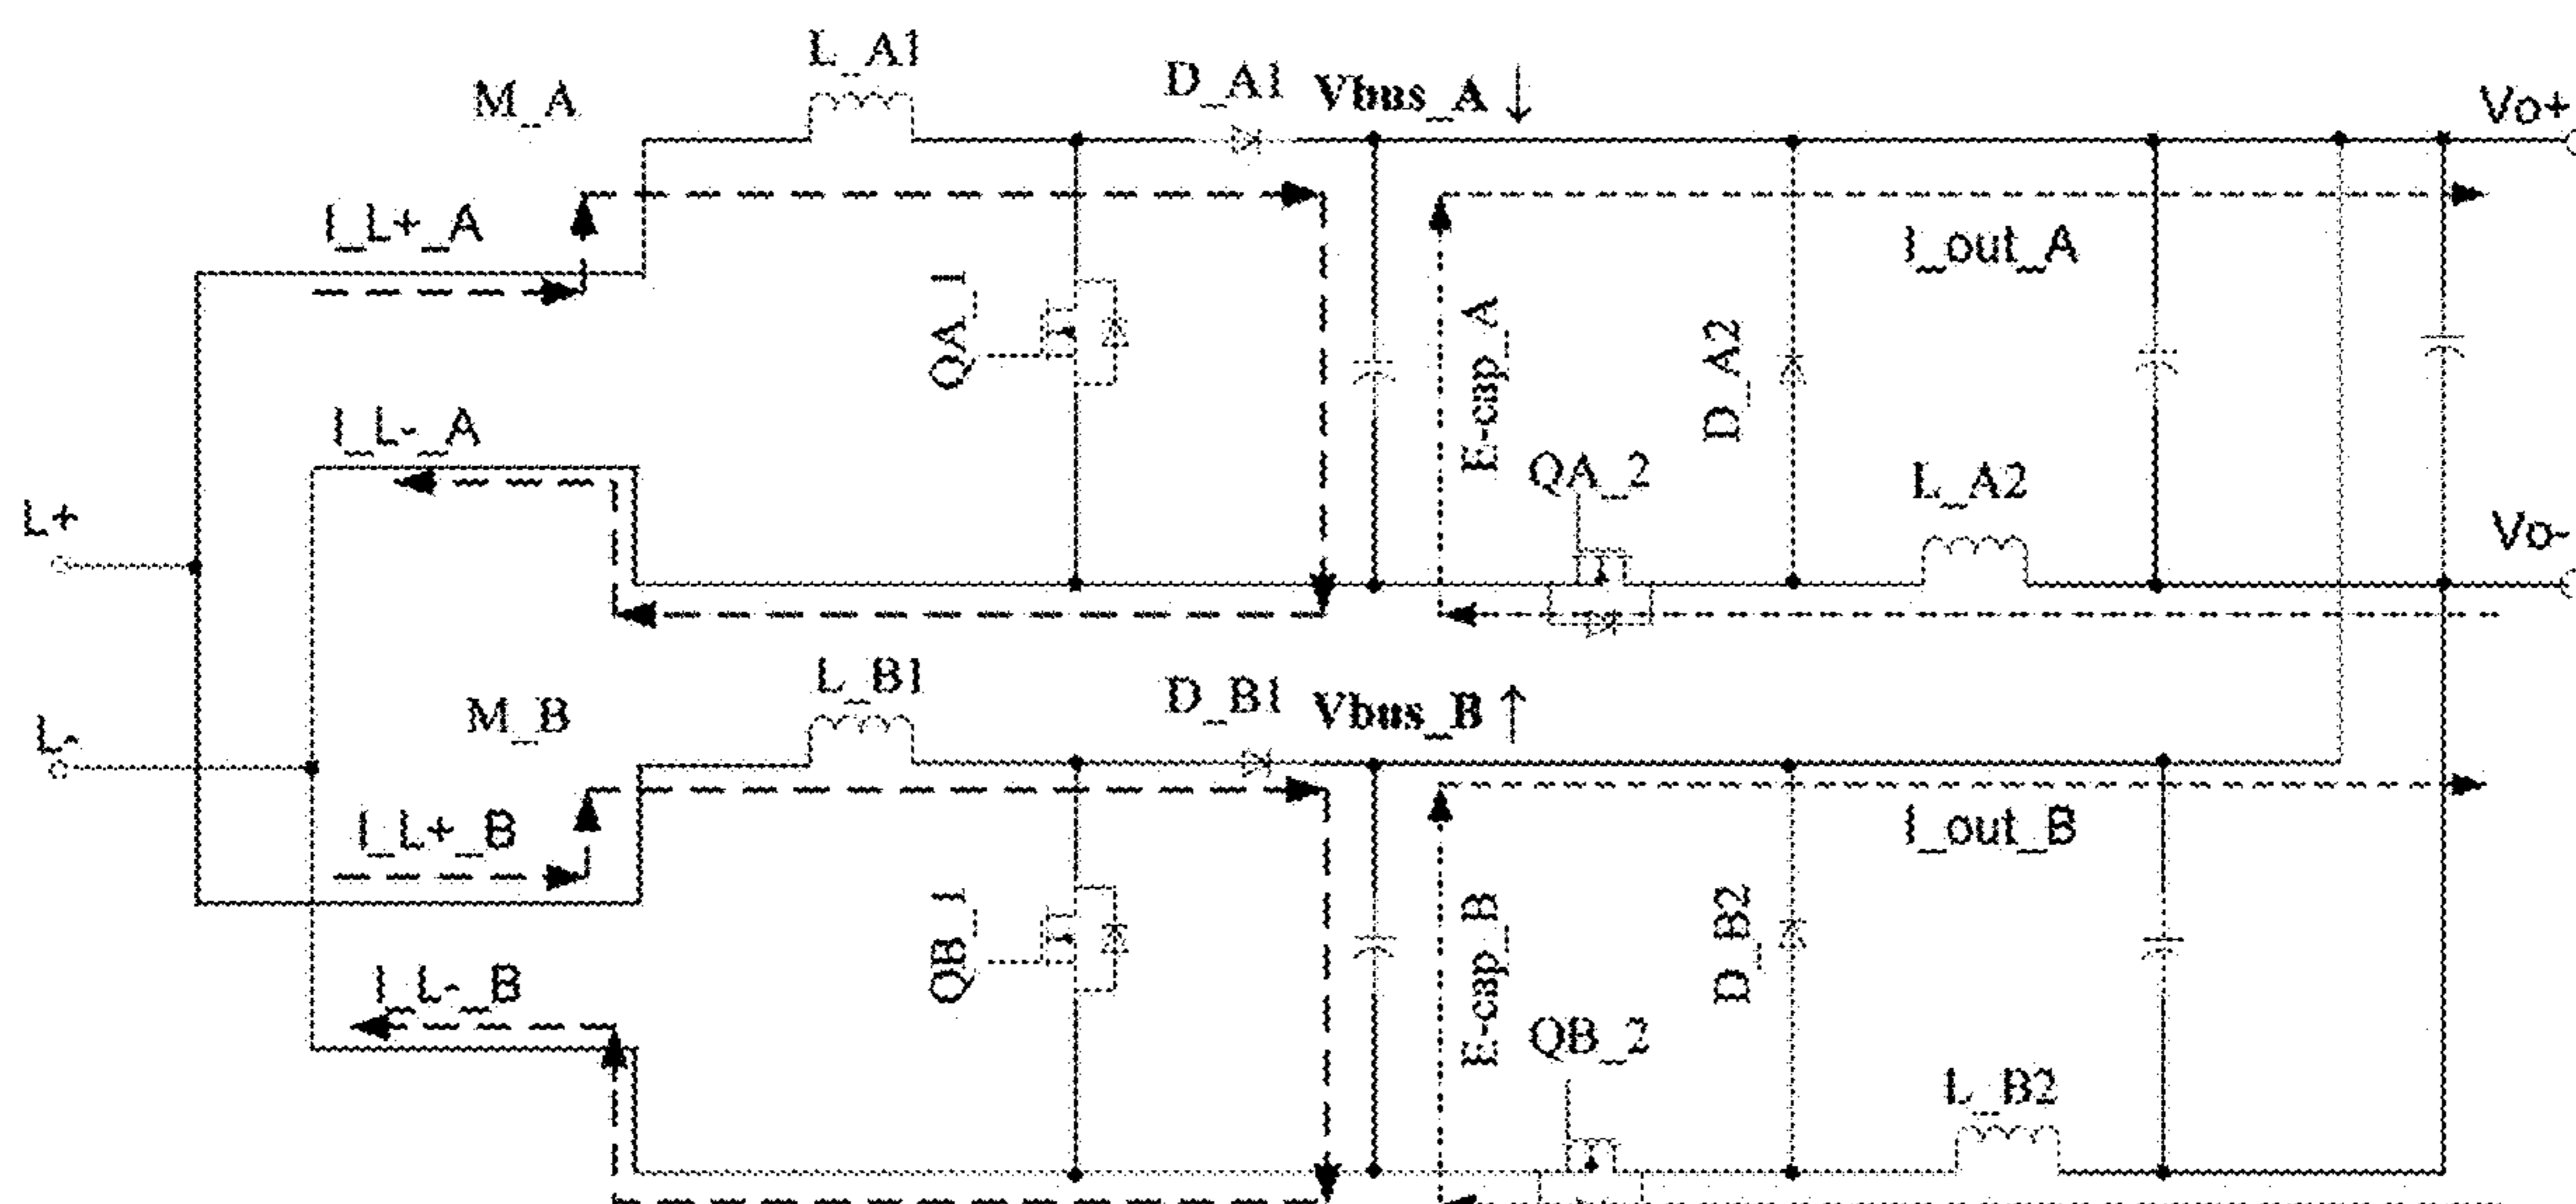 L_A1
M_A
D_A1
Vbus_A ↓
Vo+
I_L+_A
I_out_A
QA_1
E-cap_A
D_A2
I_L-_A
QA_2
L_A2
L+
Vo-
L_B1
D_B1
Vbus_B ↑
M_B
L-
I_L+_B
I_out_B
QB_1
E-cap_B
D_B2
I_L-_B
QB_2
L_B2